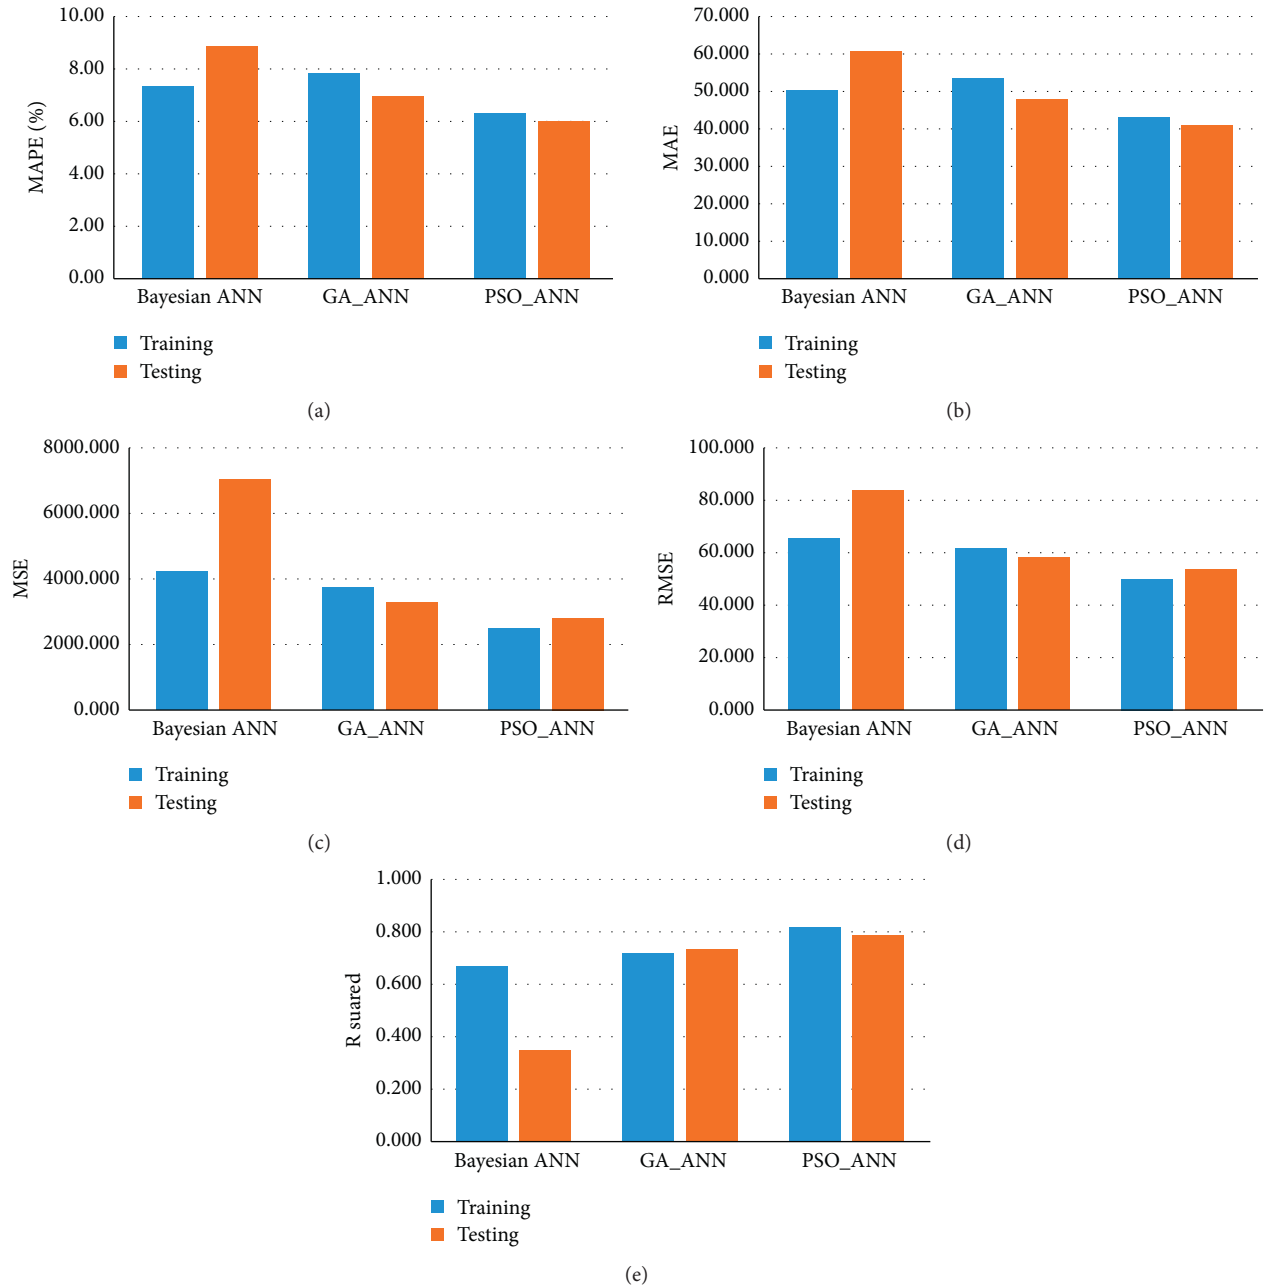 10.00
8.00
6.00
4.00
2.00
0.00
MAPE (%)
Bayesian ANN
GA_ANN
PSO_ANN
Training
Testing
(a)
70.000
60.000
50.000
40.000
30.000
20.000
10.000
0.000
MAE
Bayesian ANN
GA_ANN
PSO_ANN
Training
Testing
(b)
8000.000
6000.000
4000.000
2000.000
0.000
MSE
Bayesian ANN
GA_ANN
PSO_ANN
Training
Testing
(c)
100.000
80.000
60.000
40.000
20.000
0.000
RMSE
Bayesian ANN
GA_ANN
PSO_ANN
Training
Testing
(d)
1.000
0.800
0.600
0.400
0.200
0.000
R suared
Bayesian ANN
GA_ANN
PSO_ANN
Training
Testing
(e)